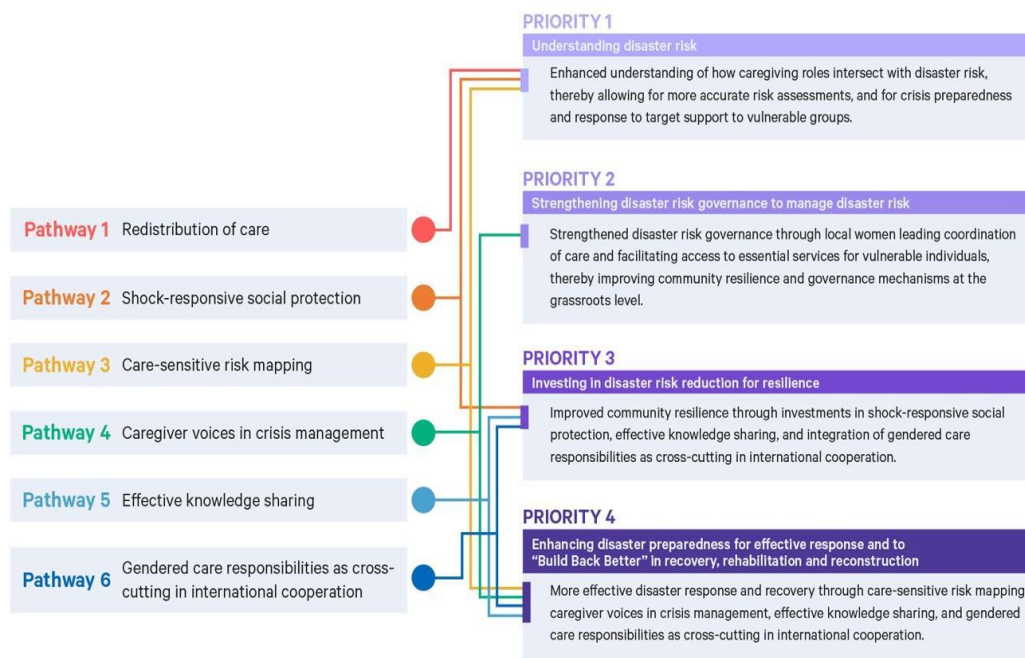 PRIORITY 1
Understanding disaster risk
Enhanced understanding of how caregiving roles intersect with disaster risk,
thereby allowing for more accurate risk assessments, and for crisis preparedness
and response to target support to vulnerable groups.
PRIORITY 2
Strengthening disaster risk governance to manage disaster risk
Strengthened disaster risk governance through local women leading coordination
of care and facilitating access to essential services for vulnerable individuals,
thereby improving community resilience and governance mechanisms at the
grassroots level.
Pathway 1 Redistribution of care
Pathway 2 Shock-responsive social protection
Pathway 3 Care-sensitive risk mapping
Pathway 4 Caregiver voices in crisis management
Pathway 5 Effective knowledge sharing
Pathway 6 Gendered care responsibilities as cross-
cutting in international cooperation
PRIORITY 3
Investing in disaster risk reduction for resilience
Improved community resilience through investments in shock-responsive social
protection, effective knowledge sharing, and integration of gendered care
responsibilities as cross-cutting in international cooperation.
PRIORITY 4
Enhancing disaster preparedness for effective response and to
“Build Back Better” in recovery, rehabilitation and reconstruction
More effective disaster response and recovery through care-sensitive risk mapping
caregiver voices in crisis management, effective knowledge sharing, and gendered
care responsibilities as cross-cutting in international cooperation.